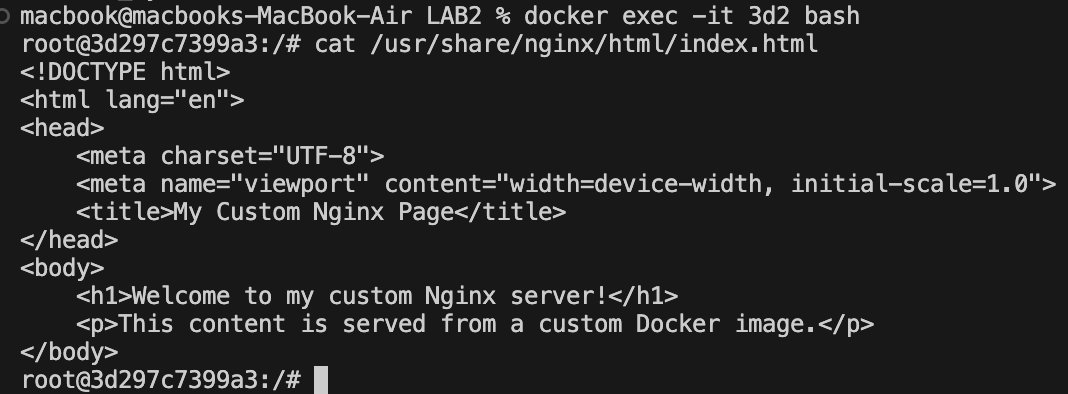 macbook@macbooks-MacBook-Air LAB2 % docker exec -it 3d2 bash
root@3d297c7399a3:/# cat /usr/share/nginx/html/index.html
<!DOCTYPE html>
<html lang="en">
<head>
    <meta charset="UTF-8">
    <meta name="viewport" content="width=device-width, initial-scale=1.0">
    <title>My Custom Nginx Page</title>
</head>
<body>
    <h1>Welcome to my custom Nginx server!</h1>
    <p>This content is served from a custom Docker image.</p>
</body>
root@3d297c7399a3:/#